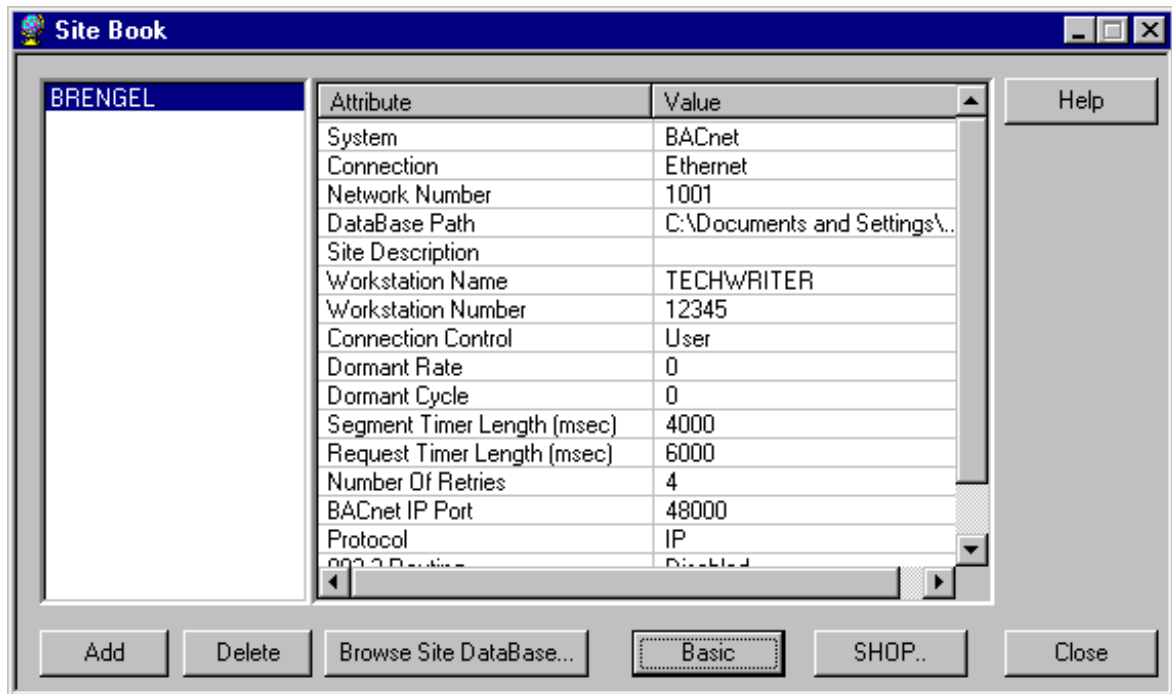 Site Book
BRENGEL
Attribute Value
System BACnet
Connection Ethernet
Network Number 1001
DataBase Path C:\Documents and Settings\..
Site Description
Workstation Name TECHWRITER
Workstation Number 12345
Connection Control User
Dormant Rate 0
Dormant Cycle 0
Segment Timer Length (msec) 4000
Request Timer Length (msec) 6000
Number Of Retries 4
BACnet IP Port 48000
Protocol IP
Help
Add Delete Browse Site DataBase... Basic SHOP.. Close